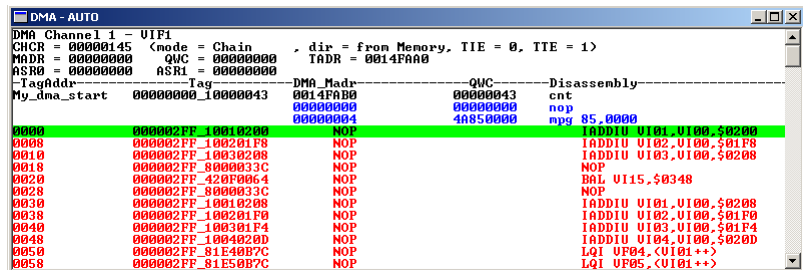 DMA - AUTO
DMA Channel 1 - VIF1
CHCR = 00000145 (mode = Chain , dir = from Memory, TIE = 0, TTE = 1)
MADR = 00000000 QWC = 00000000 TADR = 0014FAA0
ASR0 = 00000000 ASR1 = 00000000
-TagAddr-----------Tag-----------DMA_Madr-----------QWC-----Disassembly-----------
My_dma_start 00000000_10000043 0014FAB0 00000043 cnt
00000000 00000000 nop
00000004 4A850000 mpg 85,0000
0000 000002FF_10010200 NOP IADDIU VI01,VI00,$0200
0008 000002FF_100201F8 NOP IADDIU VI02,VI00,$01F8
0010 000002FF_10030208 NOP IADDIU VI03,VI00,$0208
0018 000002FF_8000033C NOP NOP
0020 000002FF_420F0064 NOP BAL VI15,$0348
0028 000002FF_8000033C NOP NOP
0030 000002FF_10010208 NOP IADDIU VI01,VI00,$0208
0038 000002FF_100201F0 NOP IADDIU VI02,VI00,$01F0
0040 000002FF_100301F4 NOP IADDIU VI03,VI00,$01F4
0048 000002FF_1004020D NOP IADDIU VI04,VI00,$020D
0050 000002FF_81E40B7C NOP LQI VF04,(VI01++)
0058 000002FF_81E50B7C NOP LQI VF05,(VI01++)